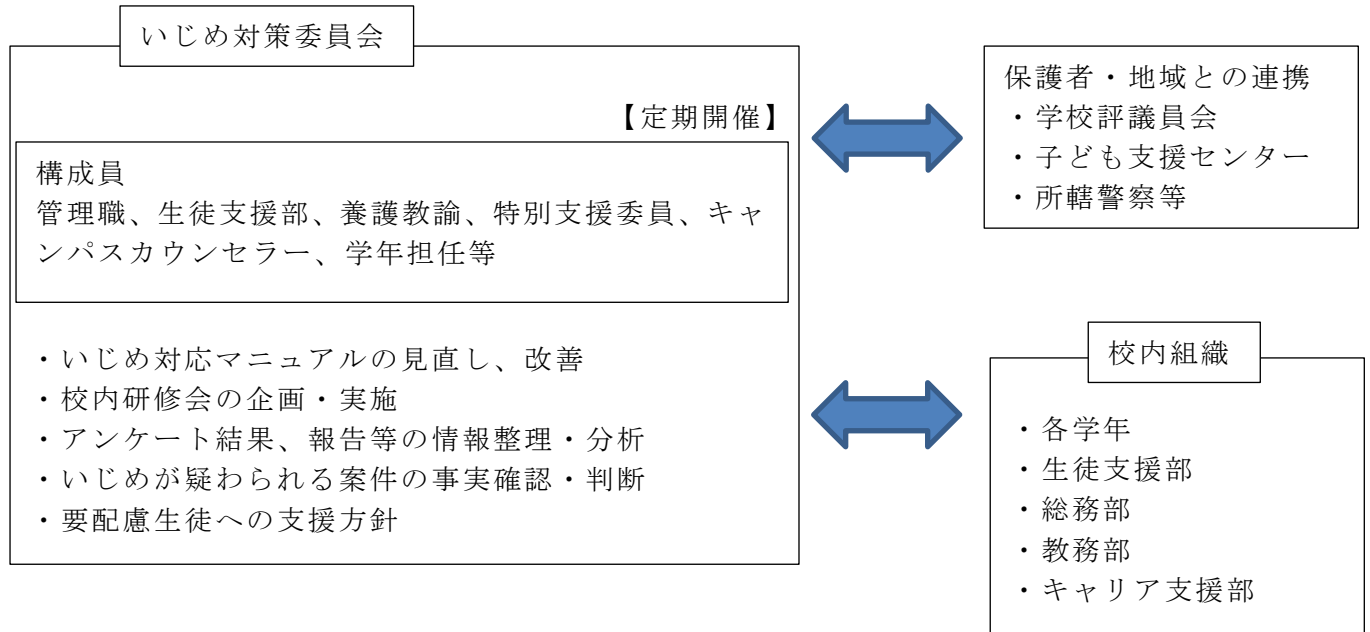 いじめ対策委員会
【定期開催】
構成員
管理職、生徒支援部、養護教諭、特別支援委員、キャ
ンパスカウンセラー、学年担任等
・いじめ対応マニュアルの見直し、改善
・校内研修会の企画・実施
・アンケート結果、報告等の情報整理・分析
・いじめが疑わられる案件の事実確認・判断
・要配慮生徒への支援方針
保護者・地域との連携
・学校評議員会
・子ども支援センター
・所轄警察等
校内組織
・各学年
・生徒支援部
・総務部
・教務部
・キャリア支援部